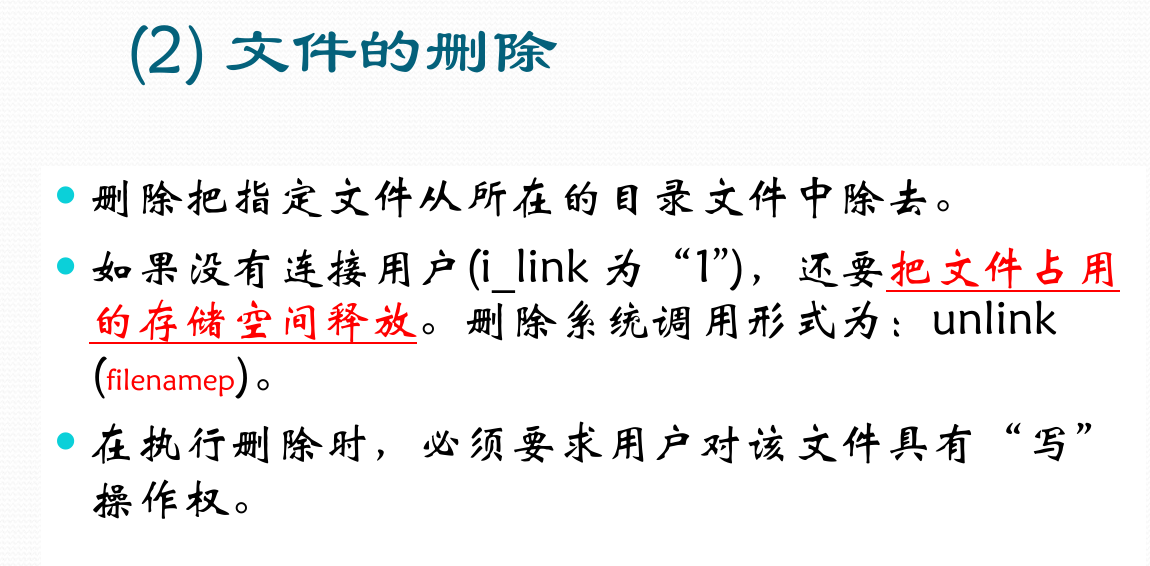 (2) 文件的删除
删除把指定文件从所在的目录文件中除去。
如果没有连接用户(i_link 为“1”)，还要把文件占用
的存储空间释放。删除系统调用形式为：unlink
(filenamep)。
在执行删除时，必须要求用户对该文件具有“写”
操作权。